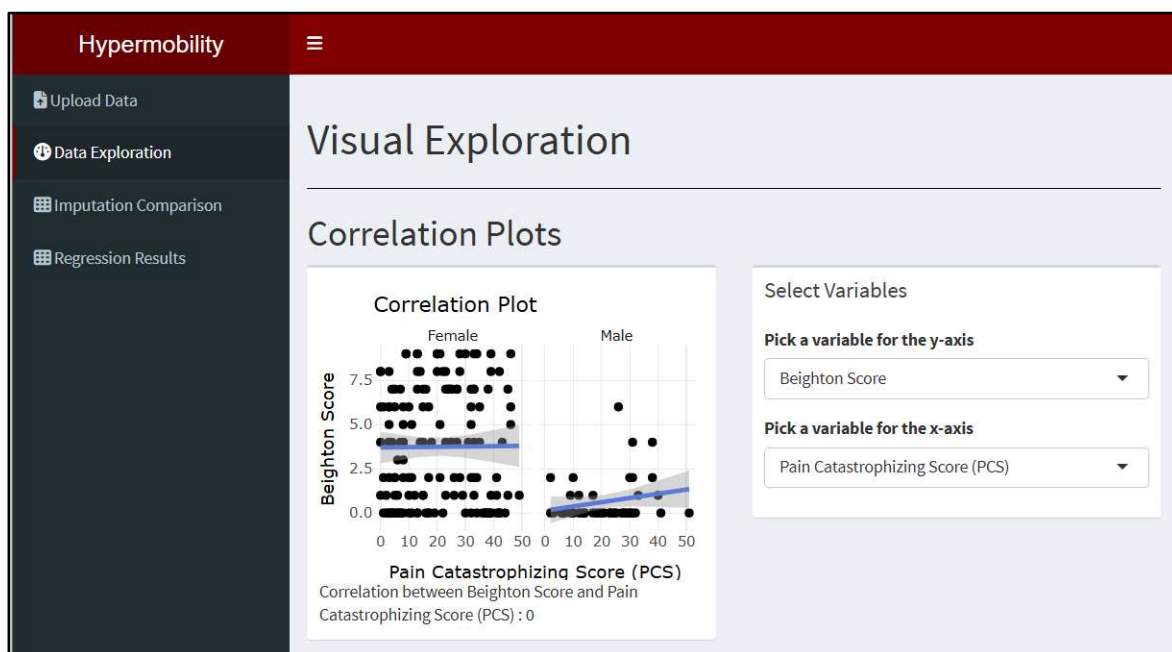 Hypermobility
Upload Data
Data Exploration
Imputation Comparison
Regression Results
Visual Exploration
Correlation Plots
Correlation Plot
Female Male
7.5
5.0
2.5
0.0
Beighton Score
0 10 20 30 40 50 0 10 20 30 40 50
Pain Catastrophizing Score (PCS)
Correlation between Beighton Score and Pain
Catastrophizing Score (PCS) : 0
Select Variables
Pick a variable for the y-axis
Beighton Score
Pick a variable for the x-axis
Pain Catastrophizing Score (PCS)